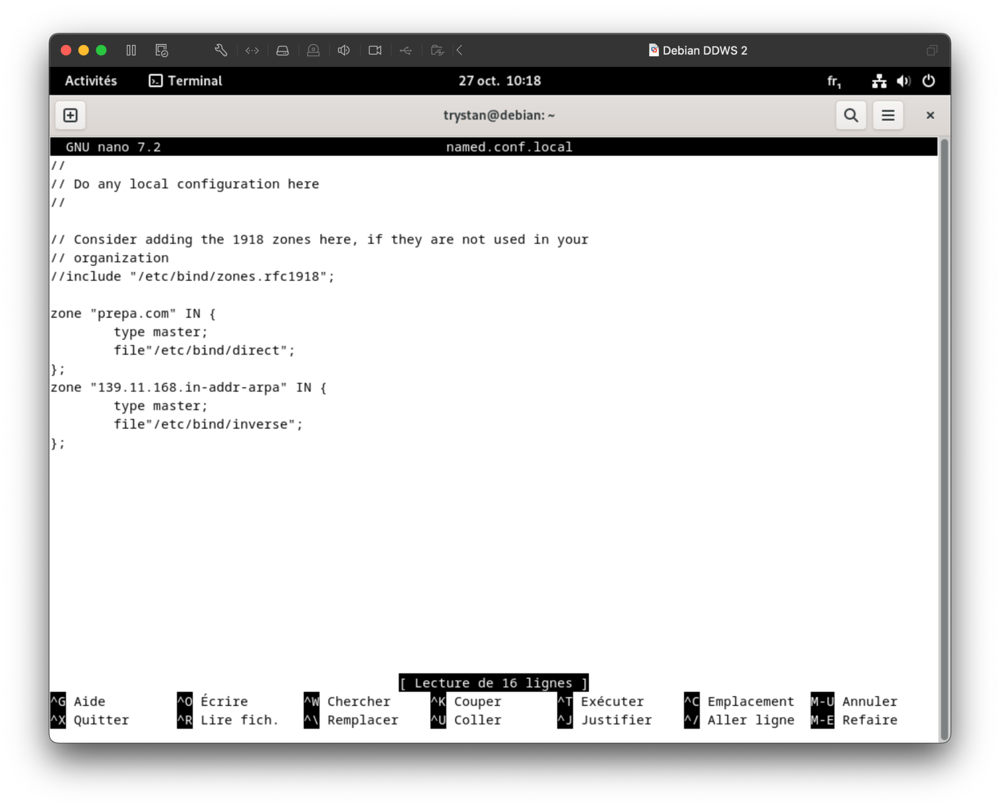 Debian DDWS 2
Activités Terminal 27 oct. 10:18 fr₁
trystan@debian: ~
GNU nano 7.2 named.conf.local
//
// Do any local configuration here
//
// Consider adding the 1918 zones here, if they are not used in your
// organization
//include "/etc/bind/zones.rfc1918";
zone "prepa.com" IN {
type master;
file"/etc/bind/direct";
};
zone "139.11.168.in-addr-arpa" IN {
type master;
file"/etc/bind/inverse";
};
[ Lecture de 16 lignes ]
^G Aide ^O Écrire ^W Chercher ^K Couper ^T Exécuter ^C Emplacement M-U Annuler
^X Quitter ^R Lire fich. ^\ Remplacer ^U Coller ^J Justifier ^/ Aller ligne M-E Refaire